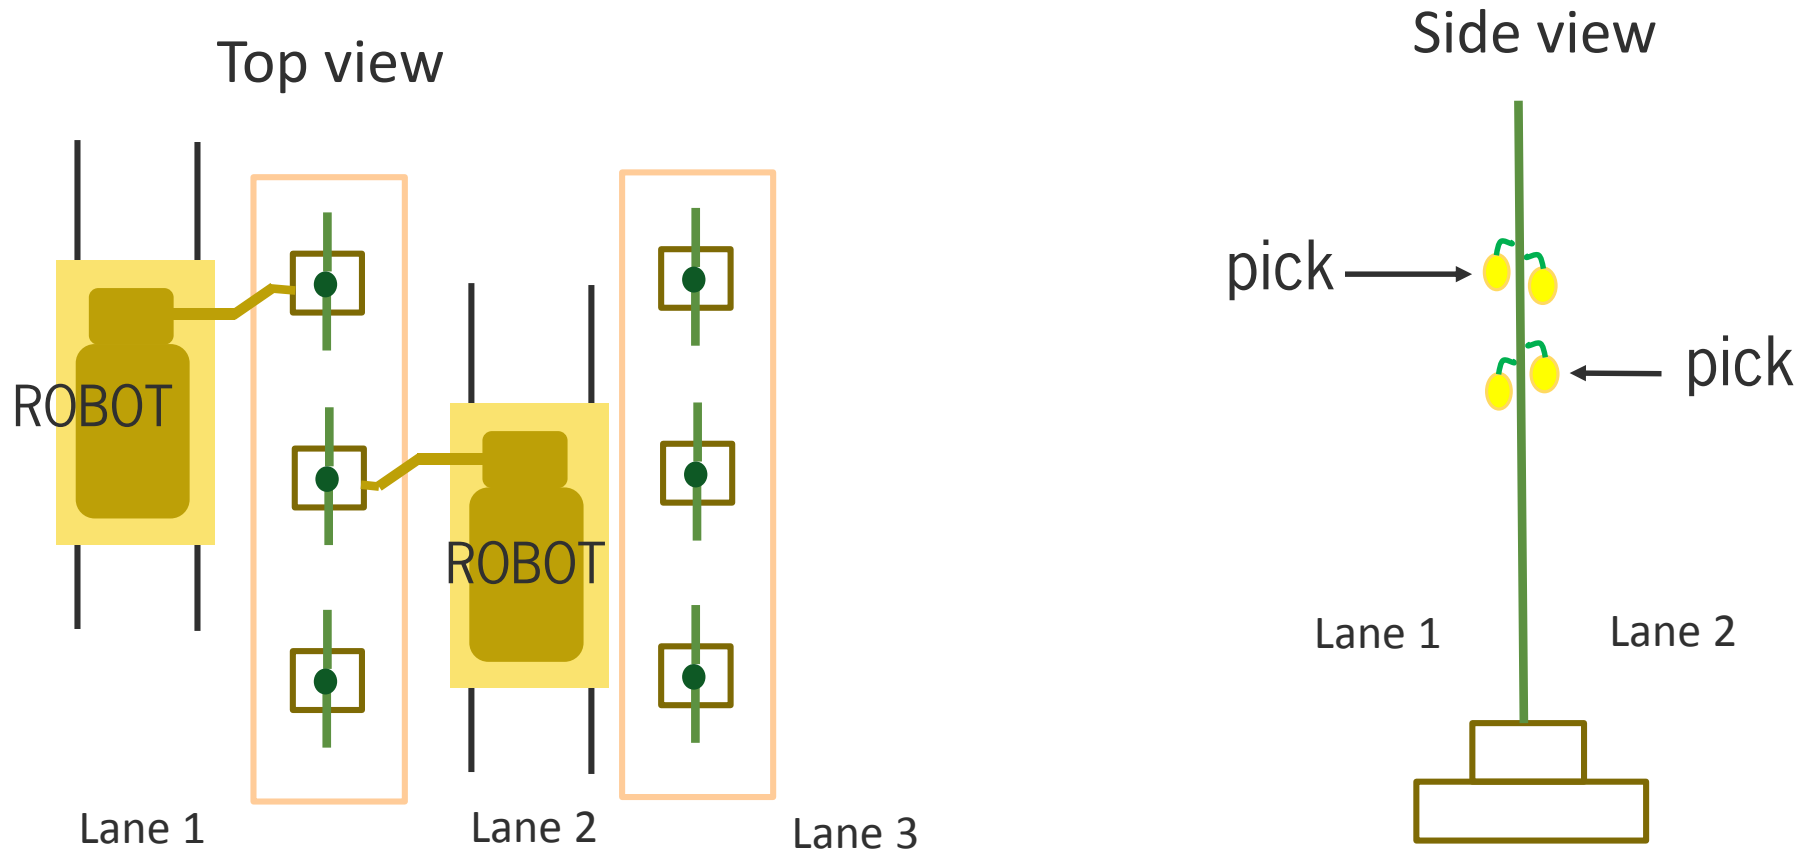 Top view
Side view
pick
pick
ROBOT
ROBOT
Lane 1
Lane 2
Lane 1
Lane 2
Lane 3